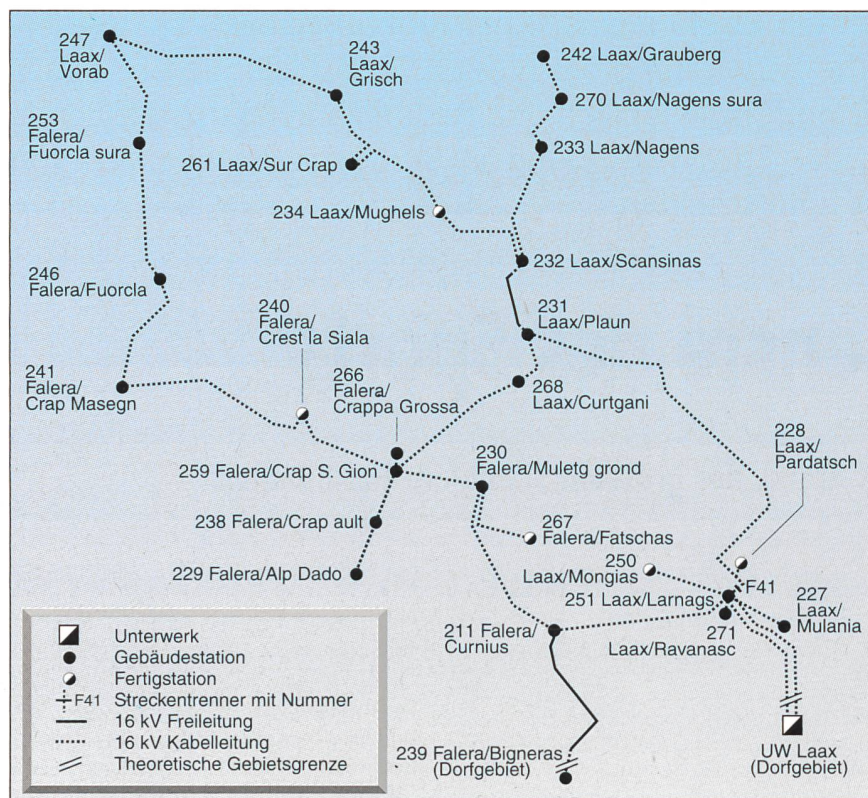 247
Laax/
Vorab
243
Laax/
Grisch
242 Laax/Grauberg
270 Laax/Nagens sura
253
Falera/
Fuorcla sura
233 Laax/Nagens
261 Laax/Sur Crap
234 Laax/Mughels
232 Laax/Scansinas
246
Falera/Fuorcla
240
Falera/
Crest la Siala
231
Laax/Plaun
241
Falera/
Crap Masegn
266
Falera/
Crappa Grossa
268
Laax/Curtgani
228
Laax/
Pardatsch
230
Falera/Muletg grond
259 Falera/Crap S. Gion
238 Falera/Crap ault
267
Falera/Fatschas
250
Laax/Mongias
229 Falera/Alp Dado
F41
251 Laax/Larnags
227
Laax/
Mulania
211 Falera/
Curnius
271
Laax/Ravanasc
239 Falera/Bigneras
(Dorfgebiet)
UW Laax
(Dorfgebiet)
Unterwerk
Gebäudestation
Fertigstation
F41 Streckentrenner mit Nummer
16 kV Freileitung
16 kV Kabelleitung
Theoretische Gebietsgrenze